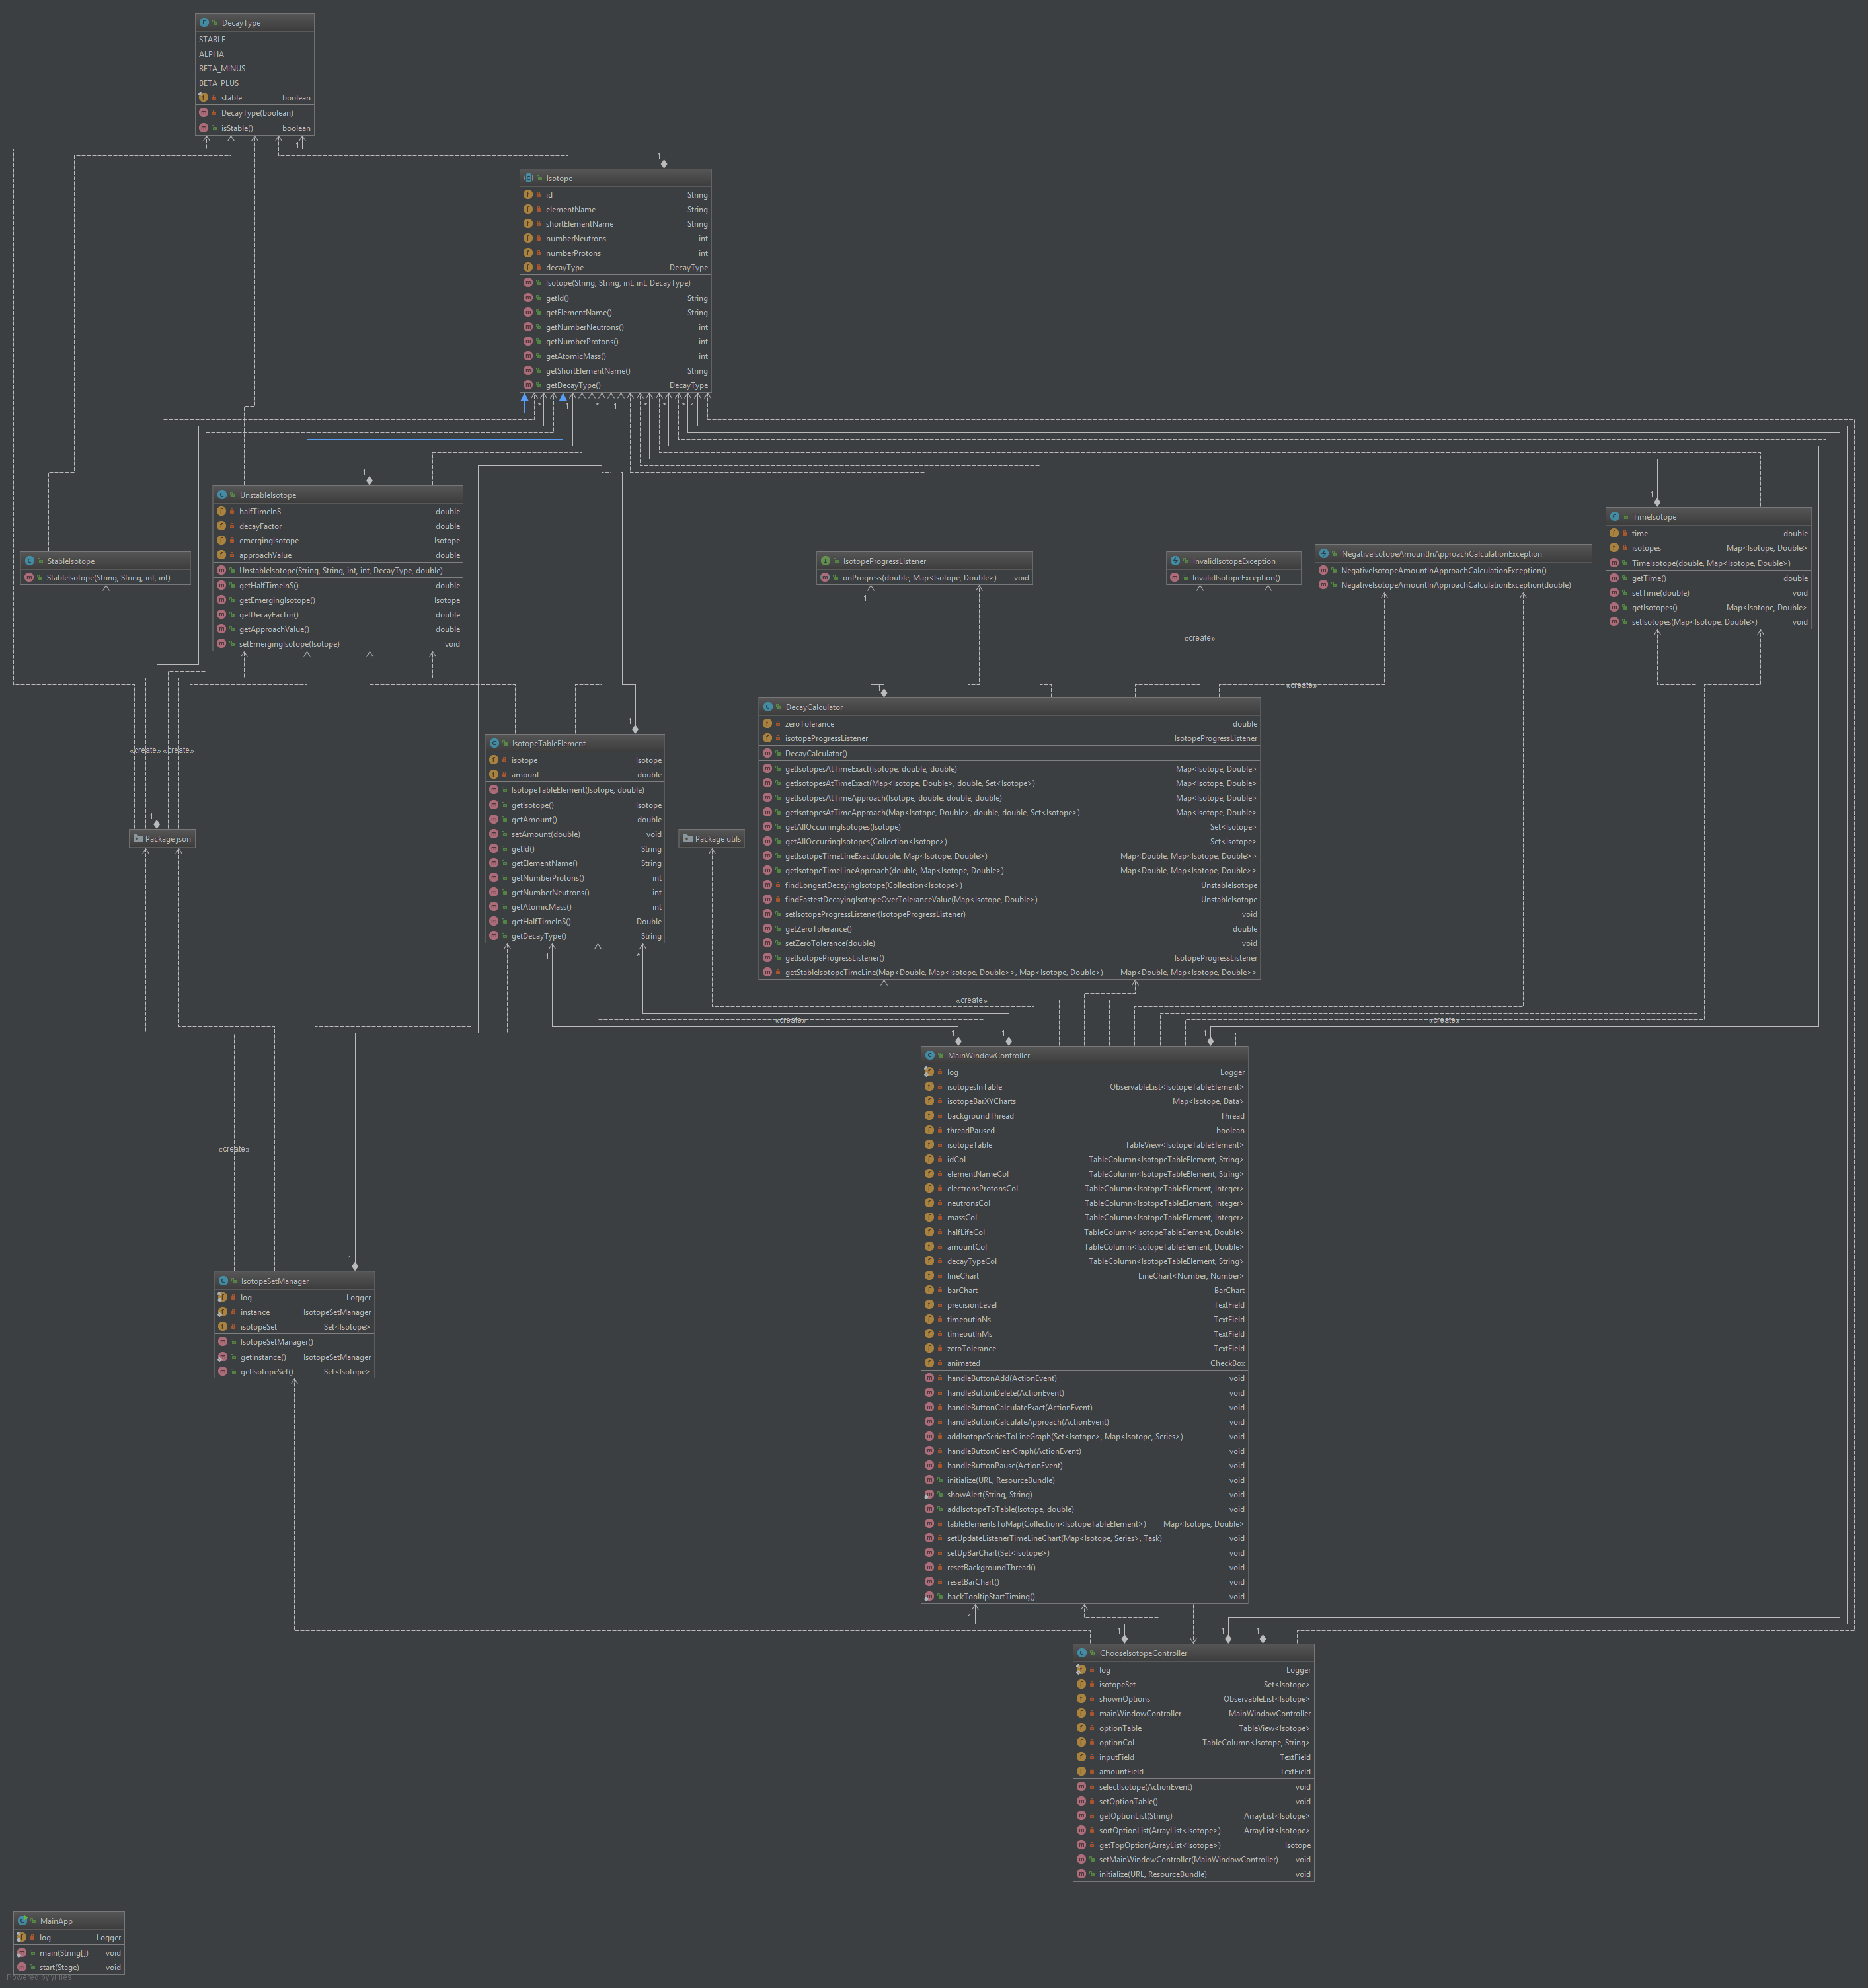 DecayType
STABLE
ALPHA
BETA_MINUS
BETA_PLUS
stable boolean
DecayType(boolean)
isStable() boolean
1
1
Isotope
id String
elementName String
shortElementName String
numberNeutrons int
numberProtons int
decayType DecayType
Isotope(String, String, int, int, DecayType)
getId() String
getElementName() String
getNumberNeutrons() int
getNumberProtons() int
getAtomicMass() int
getShortElementName() String
getDecayType() DecayType
* 1 * 1 * * * 1
1
UnstableIsotope
halfTimeInS double
decayFactor double
emergingIsotope Isotope
approachValue double
UnstableIsotope(String, String, int, int, DecayType, double)
getHalfTimeInS() double
getEmergingIsotope() Isotope
getDecayFactor() double
getApproachValue() double
setEmergingIsotope(Isotope) void
StableIsotope
StableIsotope(String, String, int, int)
IsotopeProgressListener
onProgress(double, Map<Isotope, Double>) void
1
InvalidIsotopeException
InvalidIsotopeException()
NegativeIsotopeAmountInApproachCalculationException
NegativeIsotopeAmountInApproachCalculationException()
NegativeIsotopeAmountInApproachCalculationException(double)
1
TimeIsotope
time double
isotopes Map<Isotope, Double>
TimeIsotope(double, Map<Isotope, Double>)
getTime() double
setTime(double) void
getIsotopes() Map<Isotope, Double>
setIsotopes(Map<Isotope, Double>) void
«create»
«create»
1
DecayCalculator
zeroTolerance double
isotopeProgressListener IsotopeProgressListener
DecayCalculator()
getIsotopesAtTimeExact(Isotope, double, double) Map<Isotope, Double>
getIsotopesAtTimeExact(Map<Isotope, Double>, double, Set<Isotope>) Map<Isotope, Double>
getIsotopesAtTimeApproach(Isotope, double, double, double) Map<Isotope, Double>
getIsotopesAtTimeApproach(Map<Isotope, Double>, double, double, Set<Isotope>) Map<Isotope, Double>
getAllOccurringIsotopes(Isotope) Set<Isotope>
getAllOccurringIsotopes(Collection<Isotope>) Set<Isotope>
getIsotopeTimeLineExact(double, Map<Isotope, Double>) Map<Double, Map<Isotope, Double>>
getIsotopeTimeLineApproach(double, Map<Isotope, Double>) Map<Double, Map<Isotope, Double>>
findLongestDecayingIsotope(Collection<Isotope>) UnstableIsotope
findFastestDecayingIsotopeOverToleranceValue(Map<Isotope, Double>) UnstableIsotope
setIsotopeProgressListener(IsotopeProgressListener) void
getZeroTolerance() double
setZeroTolerance(double) void
getIsotopeProgressListener() IsotopeProgressListener
getStableIsotopeTimeLine(Map<Double, Map<Isotope, Double>>, Map<Isotope, Double>) Map<Double, Map<Isotope, Double>>
1
IsotopeTableElement
isotope Isotope
amount double
IsotopeTableElement(Isotope, double)
getIsotope() Isotope
getAmount() double
setAmount(double) void
getId() String
getElementName() String
getNumberProtons() int
getNumberNeutrons() int
getAtomicMass() int
getHalfTimeInS() Double
getDecayType() String
1 *
«create» «create»
1
Package json
Package utils
«create»
«create»
«create»
1 1 1
MainWindowController
log Logger
isotopesInTable ObservableList<IsotopeTableElement>
isotopeBarXYCharts Map<Isotope, Data>
backgroundThread Thread
threadPaused boolean
isotopeTable TableView<IsotopeTableElement>
idCol TableColumn<IsotopeTableElement, String>
elementNameCol TableColumn<IsotopeTableElement, String>
electronsProtonsCol TableColumn<IsotopeTableElement, Integer>
neutronsCol TableColumn<IsotopeTableElement, Integer>
massCol TableColumn<IsotopeTableElement, Integer>
halfLifeCol TableColumn<IsotopeTableElement, Double>
amountCol TableColumn<IsotopeTableElement, Double>
decayTypeCol TableColumn<IsotopeTableElement, String>
lineChart LineChart<Number, Number>
barChart BarChart
precisionLevel TextField
timeoutInNs TextField
timeoutInMs TextField
zeroTolerance TextField
animated CheckBox
handleButtonAdd(ActionEvent) void
handleButtonDelete(ActionEvent) void
handleButtonCalculateExact(ActionEvent) void
handleButtonCalculateApproach(ActionEvent) void
addIsotopeSeriesToLineGraph(Set<Isotope>, Map<Isotope, Series>) void
handleButtonClearGraph(ActionEvent) void
handleButtonPause(ActionEvent) void
initialize(URL, ResourceBundle) void
showAlert(String, String) void
addIsotopeToTable(Isotope, double) void
tableElementsToMap(Collection<IsotopeTableElement>) Map<Isotope, Double>
setUpdateListenerTimeLineChart(Map<Isotope, Series>, Task) void
setUpBarChart(Set<Isotope>) void
resetBackgroundThread() void
resetBarChart() void
hackTooltipStartTiming() void
«create»
1
IsotopeSetManager
log Logger
instance IsotopeSetManager
isotopeSet Set<Isotope>
IsotopeSetManager()
getInstance() IsotopeSetManager
getIsotopeSet() Set<Isotope>
1
1 1 1
ChooseIsotopeController
log Logger
isotopeSet Set<Isotope>
shownOptions ObservableList<Isotope>
mainWindowController MainWindowController
optionTable TableView<Isotope>
optionCol TableColumn<Isotope, String>
inputField TextField
amountField TextField
selectIsotope(ActionEvent) void
setOptionTable() void
getOptionList(String) ArrayList<Isotope>
sortOptionList(ArrayList<Isotope>) ArrayList<Isotope>
getTopOption(ArrayList<Isotope>) Isotope
setMainWindowController(MainWindowController) void
initialize(URL, ResourceBundle) void
MainApp
log Logger
main(String[]) void
start(Stage) void
Powered by yFiles